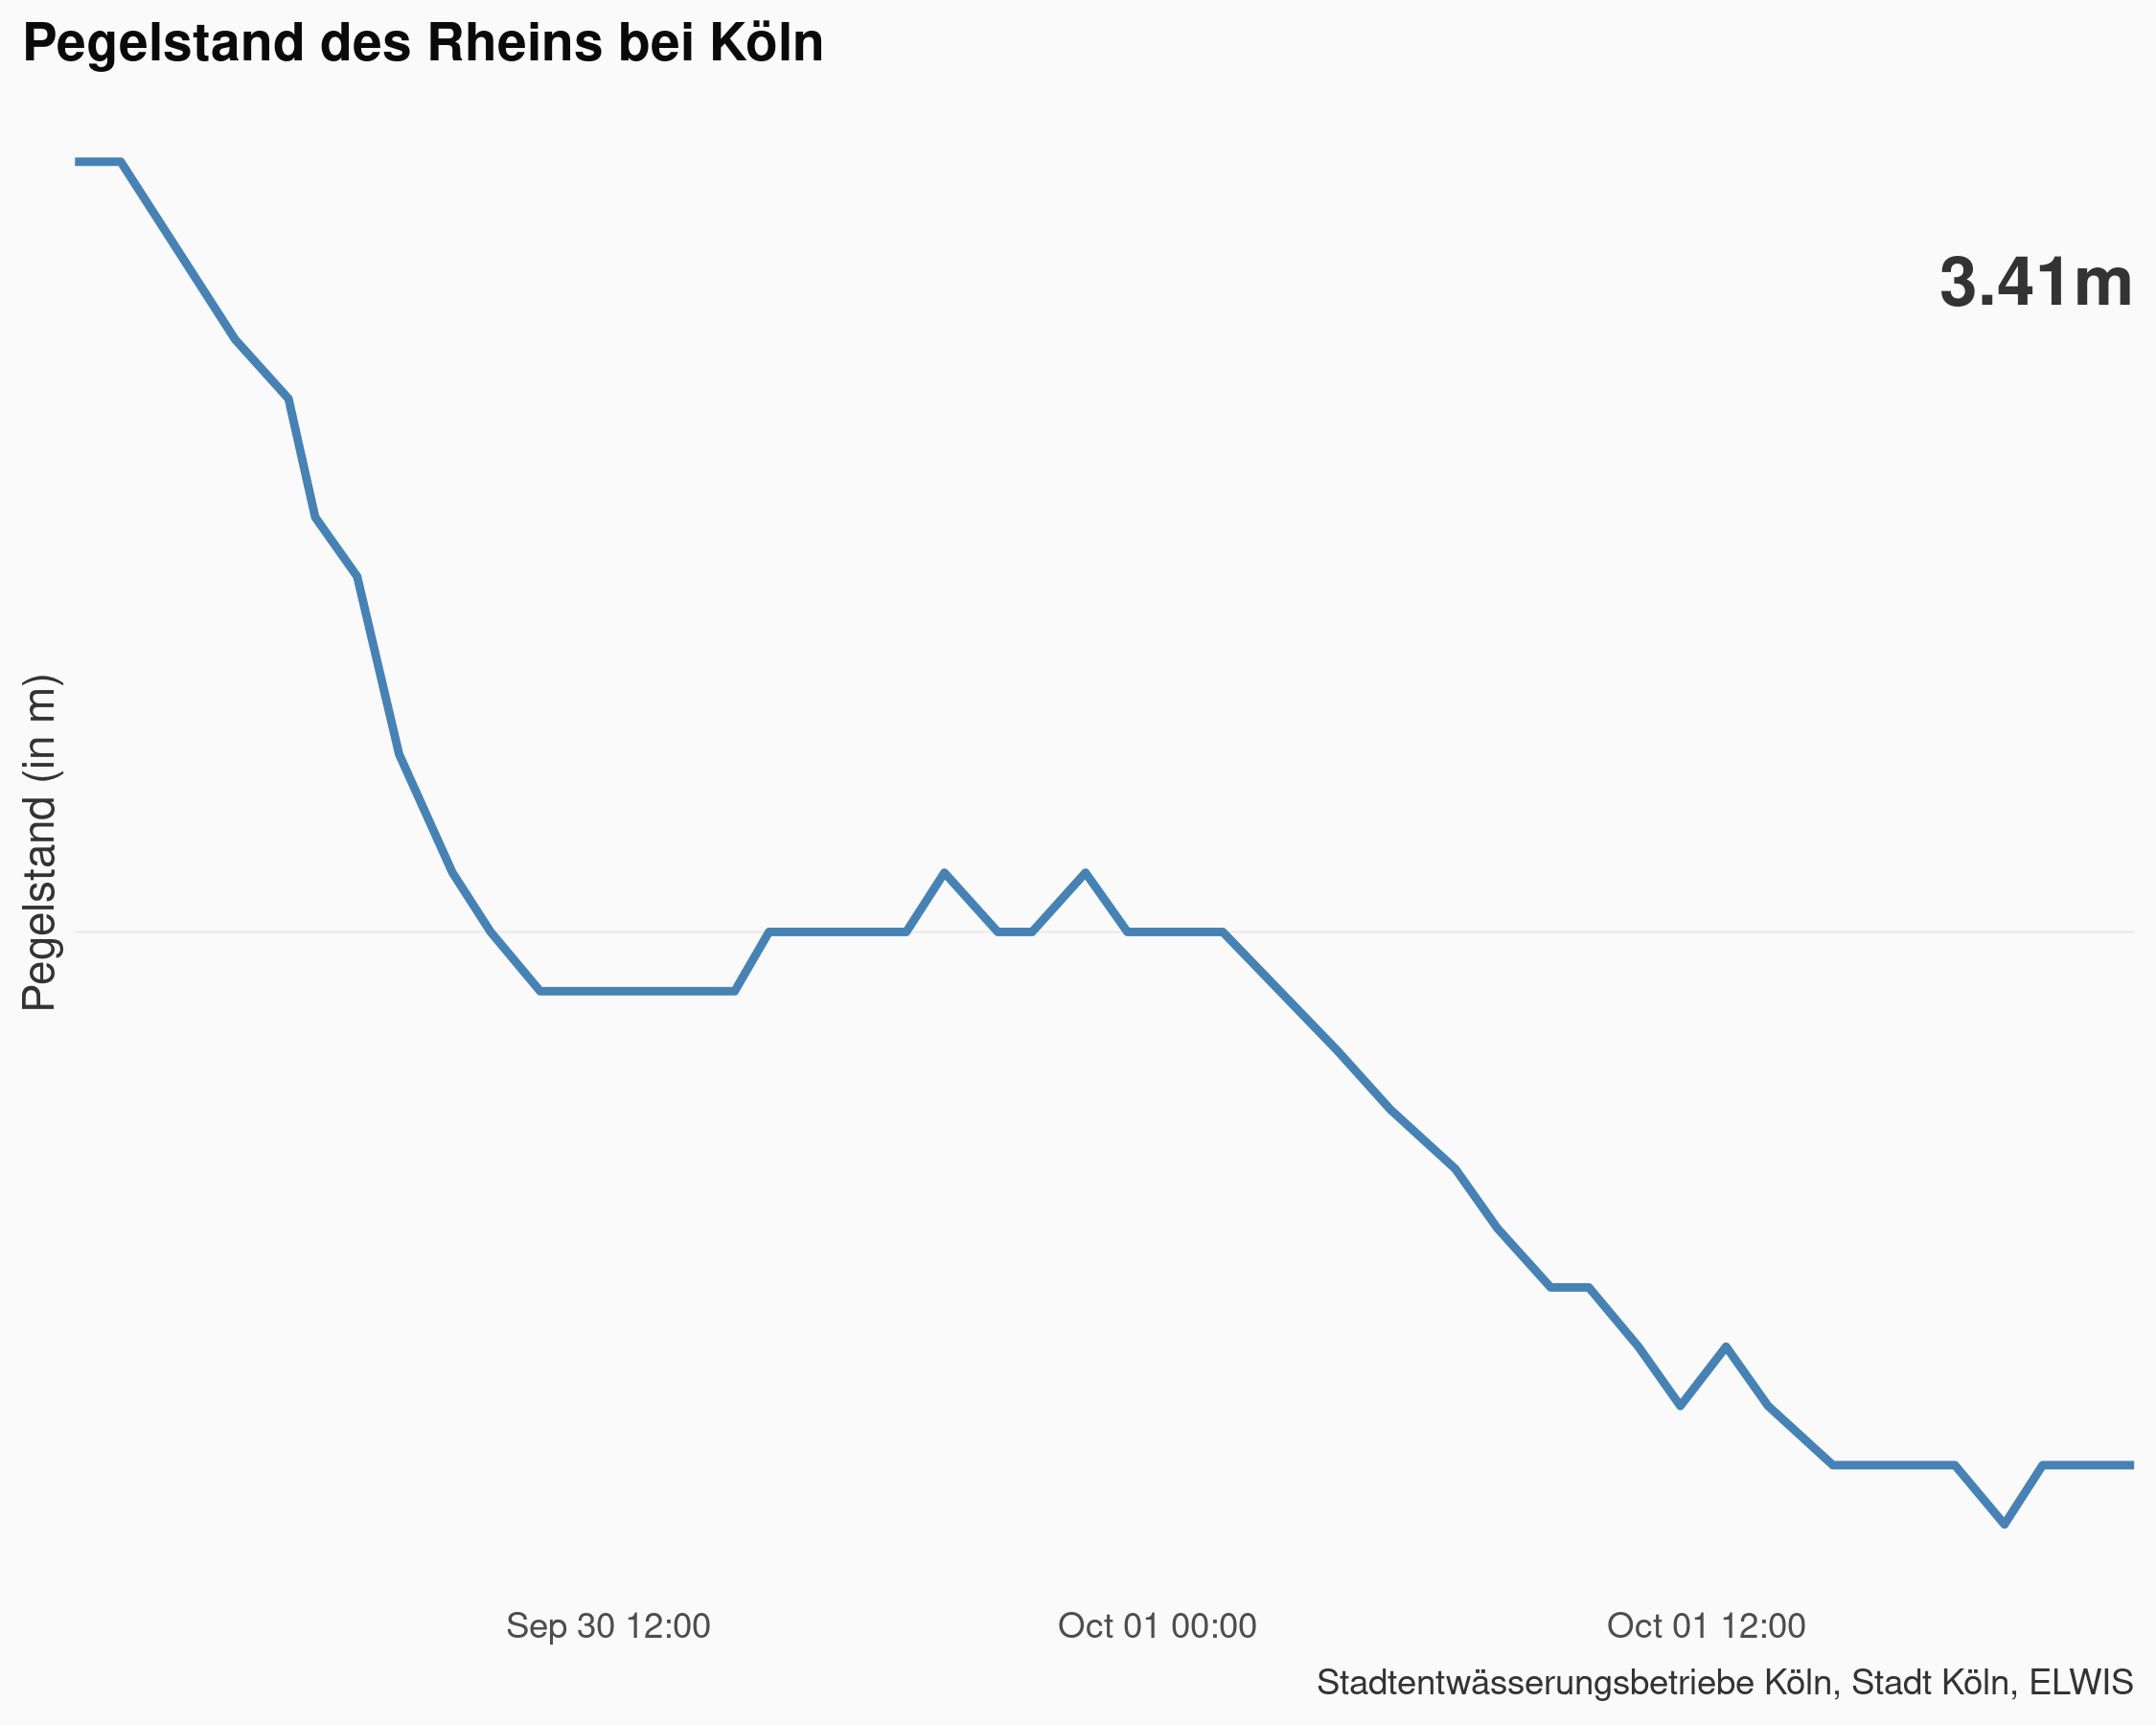 Pegelstand des Rheins bei Köln
3.41m
Pegelstand (in m)
Sep 30 12:00
Oct 01 00:00
Oct 01 12:00
Stadtentwässerungsbetriebe Köln, Stadt Köln, ELWIS